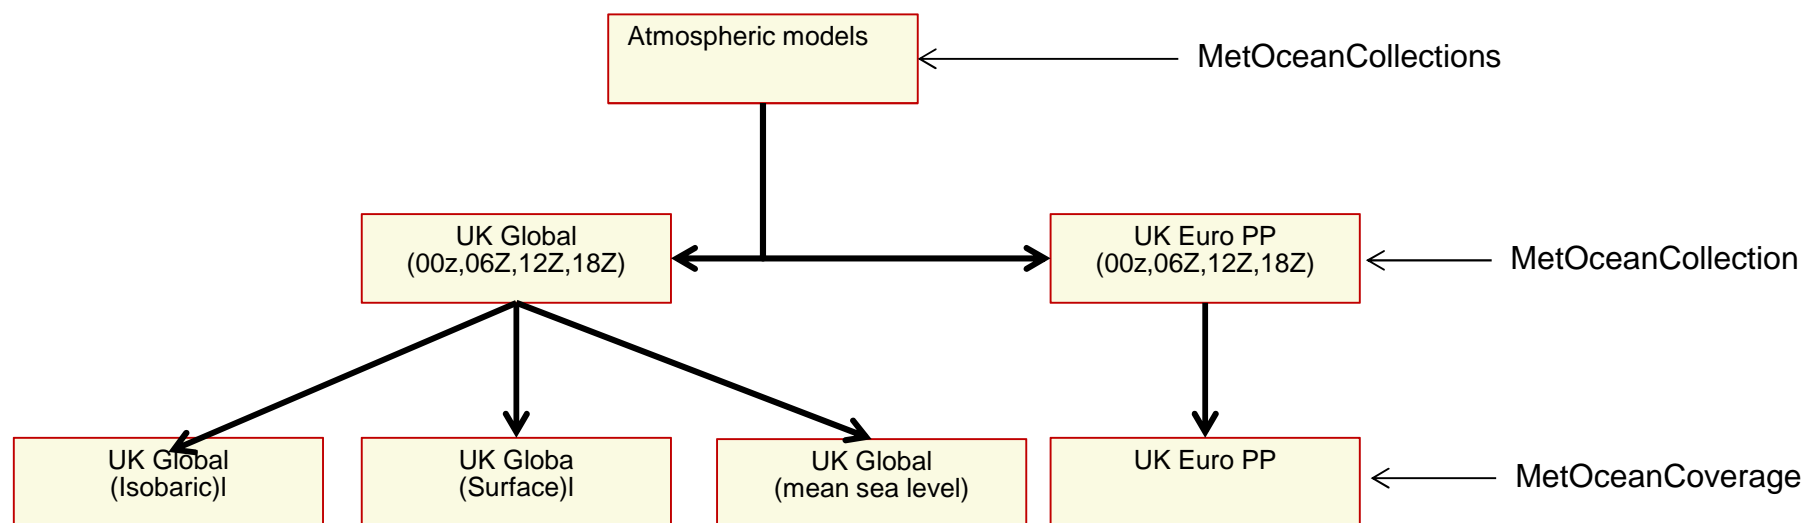 Atmospheric models
MetOceanCollections
UK Global
(00z,06Z,12Z,18Z)
UK Euro PP
(00z,06Z,12Z,18Z)
MetOceanCollection
UK Global
(Isobaric)l
UK Globa
(Surface)l
UK Global
(mean sea level)
UK Euro PP
MetOceanCoverage